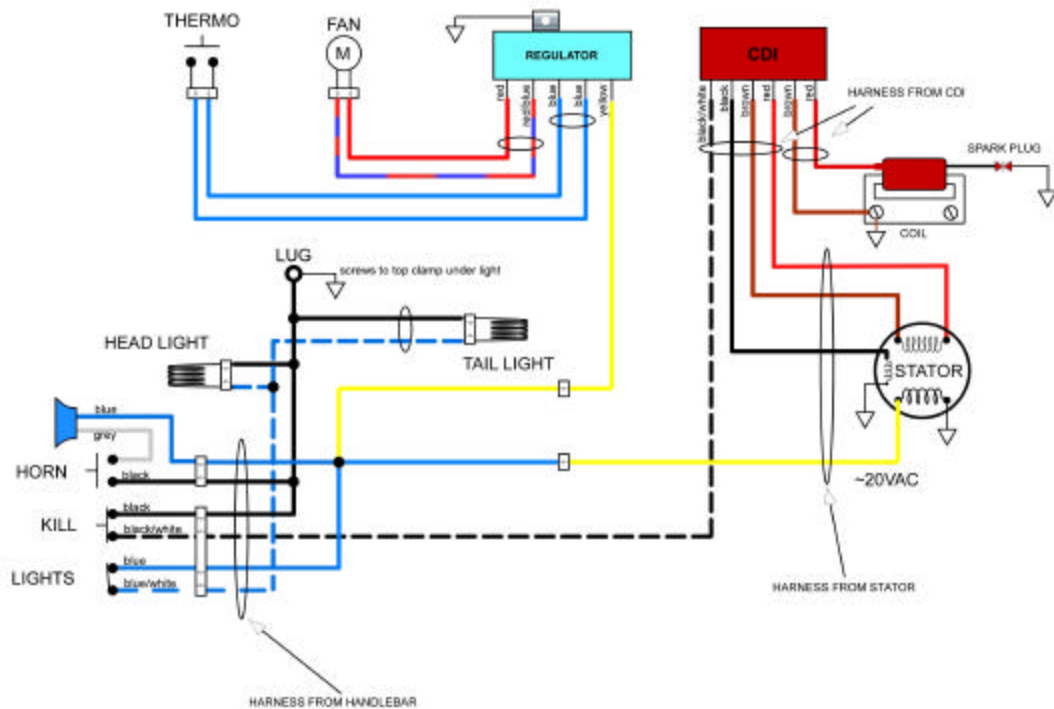 THERMO
FAN
M
REGULATOR
red
red/blue
blue
blue
yellow
CDI
black/white
black
brown
red
brown
red
HARNESS FROM CDI
SPARK PLUG
COIL
LUG
screws to top clamp under light
HEAD LIGHT
TAIL LIGHT
STATOR
blue
grey
HORN
black
~20VAC
KILL
black
black/white
LIGHTS
blue
blue/white
HARNESS FROM STATOR
HARNESS FROM HANDLEBAR